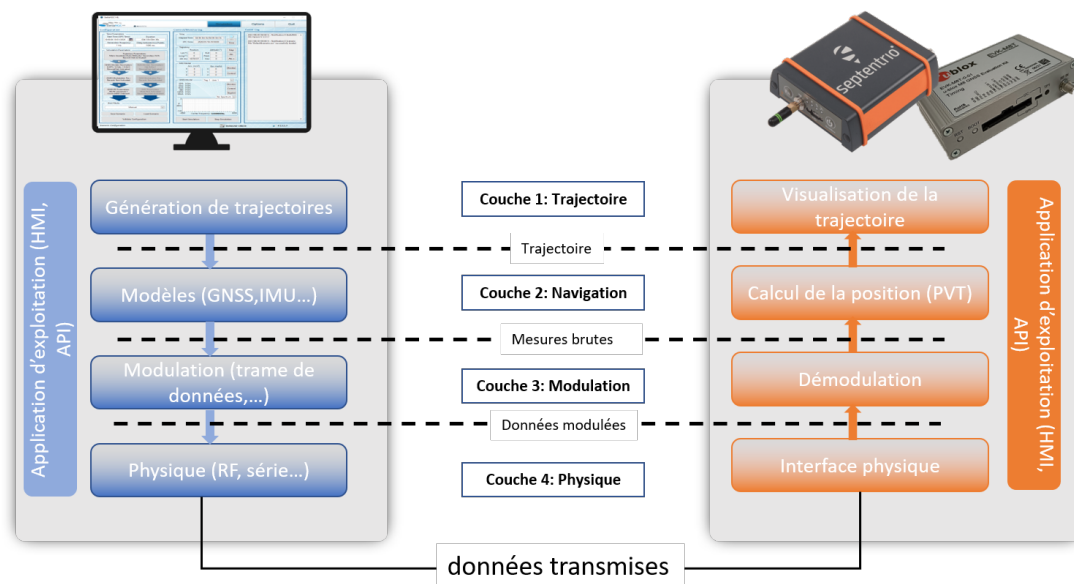 septentrio
blox
EVK-M8T
Application d'exploitation (HMI,
API)
Génération de trajectoires
Modèles (GNSS,IMU...)
Modulation (trame de
données,...)
Physique (RF, série...)
Couche 1: Trajectoire
Trajectoire
Couche 2: Navigation
Mesures brutes
Couche 3: Modulation
Données modulées
Couche 4: Physique
Visualisation de la
trajectoire
Calcul de la position (PVT)
Démodulation
Interface physique
Application d'exploitation (HMI,
API)
données transmises